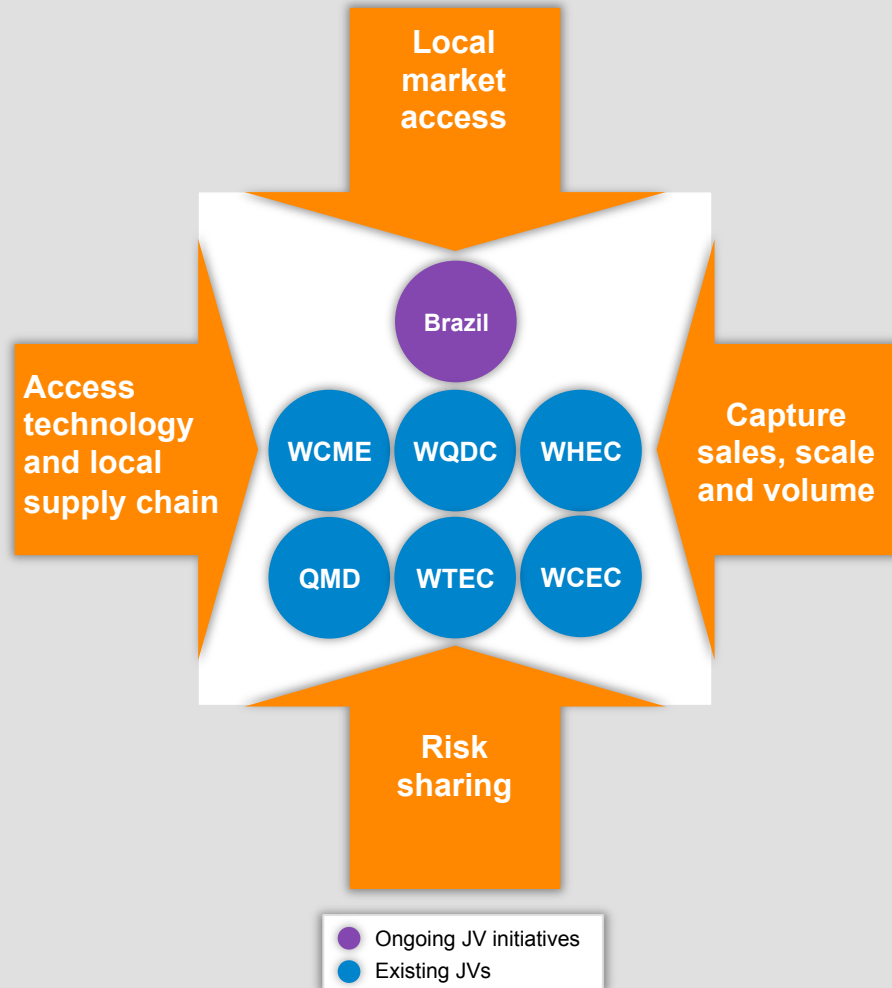 Local
market
access
Brazil
Access
technology
and local
supply chain
WCME
WQDC
WHEC
Capture
sales, scale
and volume
QMD
WTEC
WCEC
Risk
sharing
Ongoing JV initiatives
Existing JVs